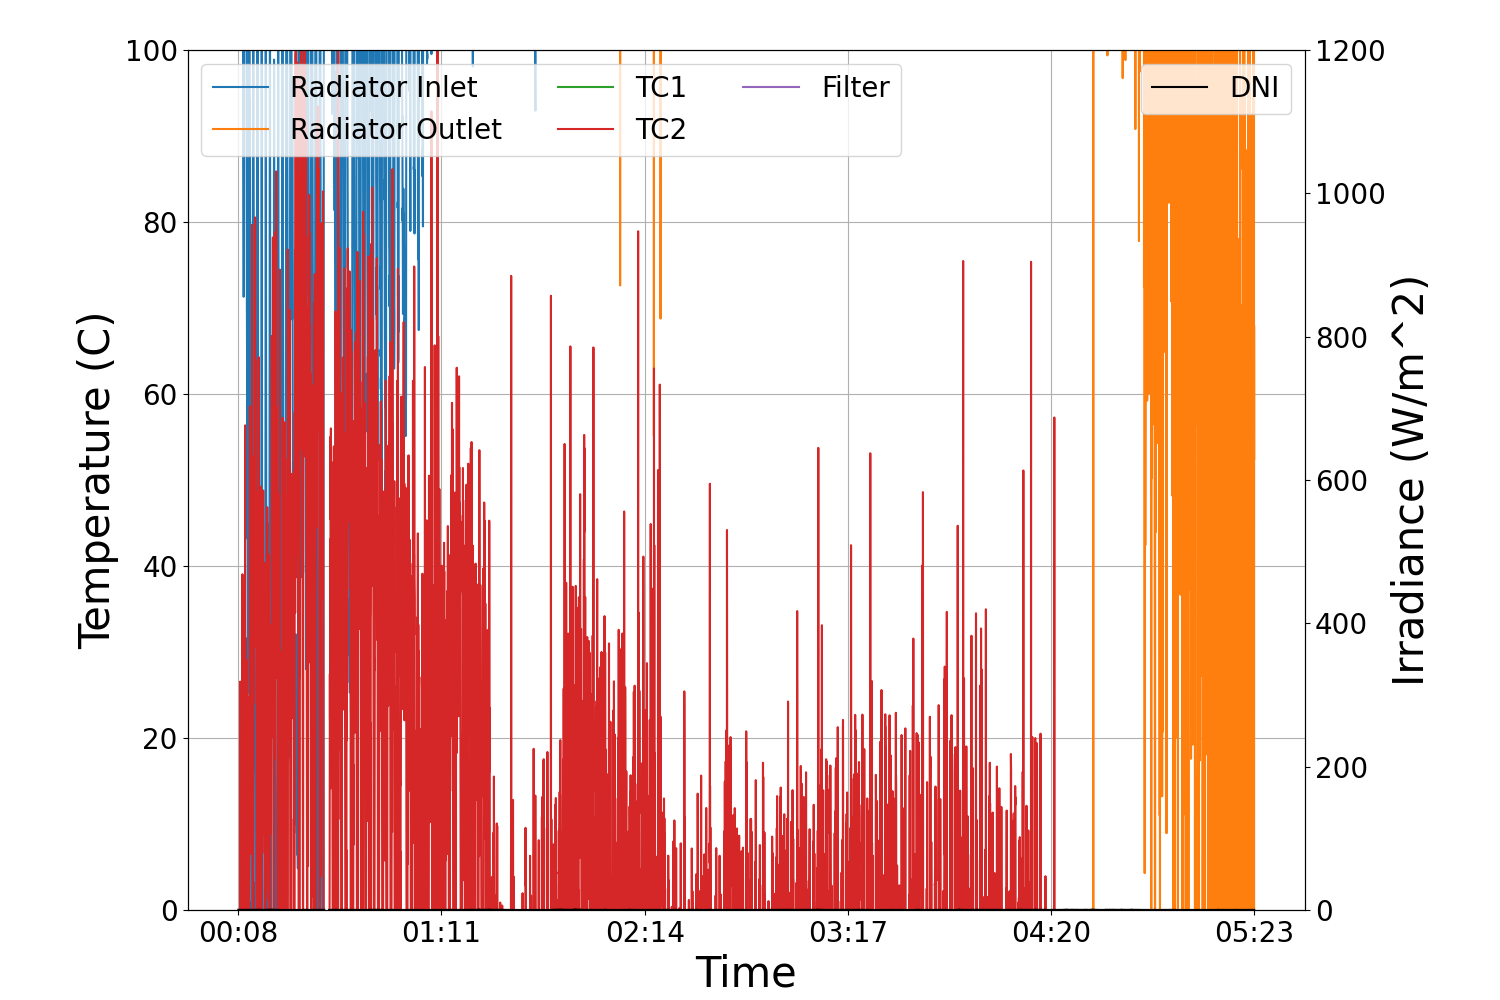 Radiator Inlet
Radiator Outlet
TC1
TC2
Filter
DNI
100
80
60
40
20
0
1200
1000
800
600
400
200
0
Temperature (C)
Irradiance (W/m^2)
00:08
01:11
02:14
03:17
04:20
05:23
Time